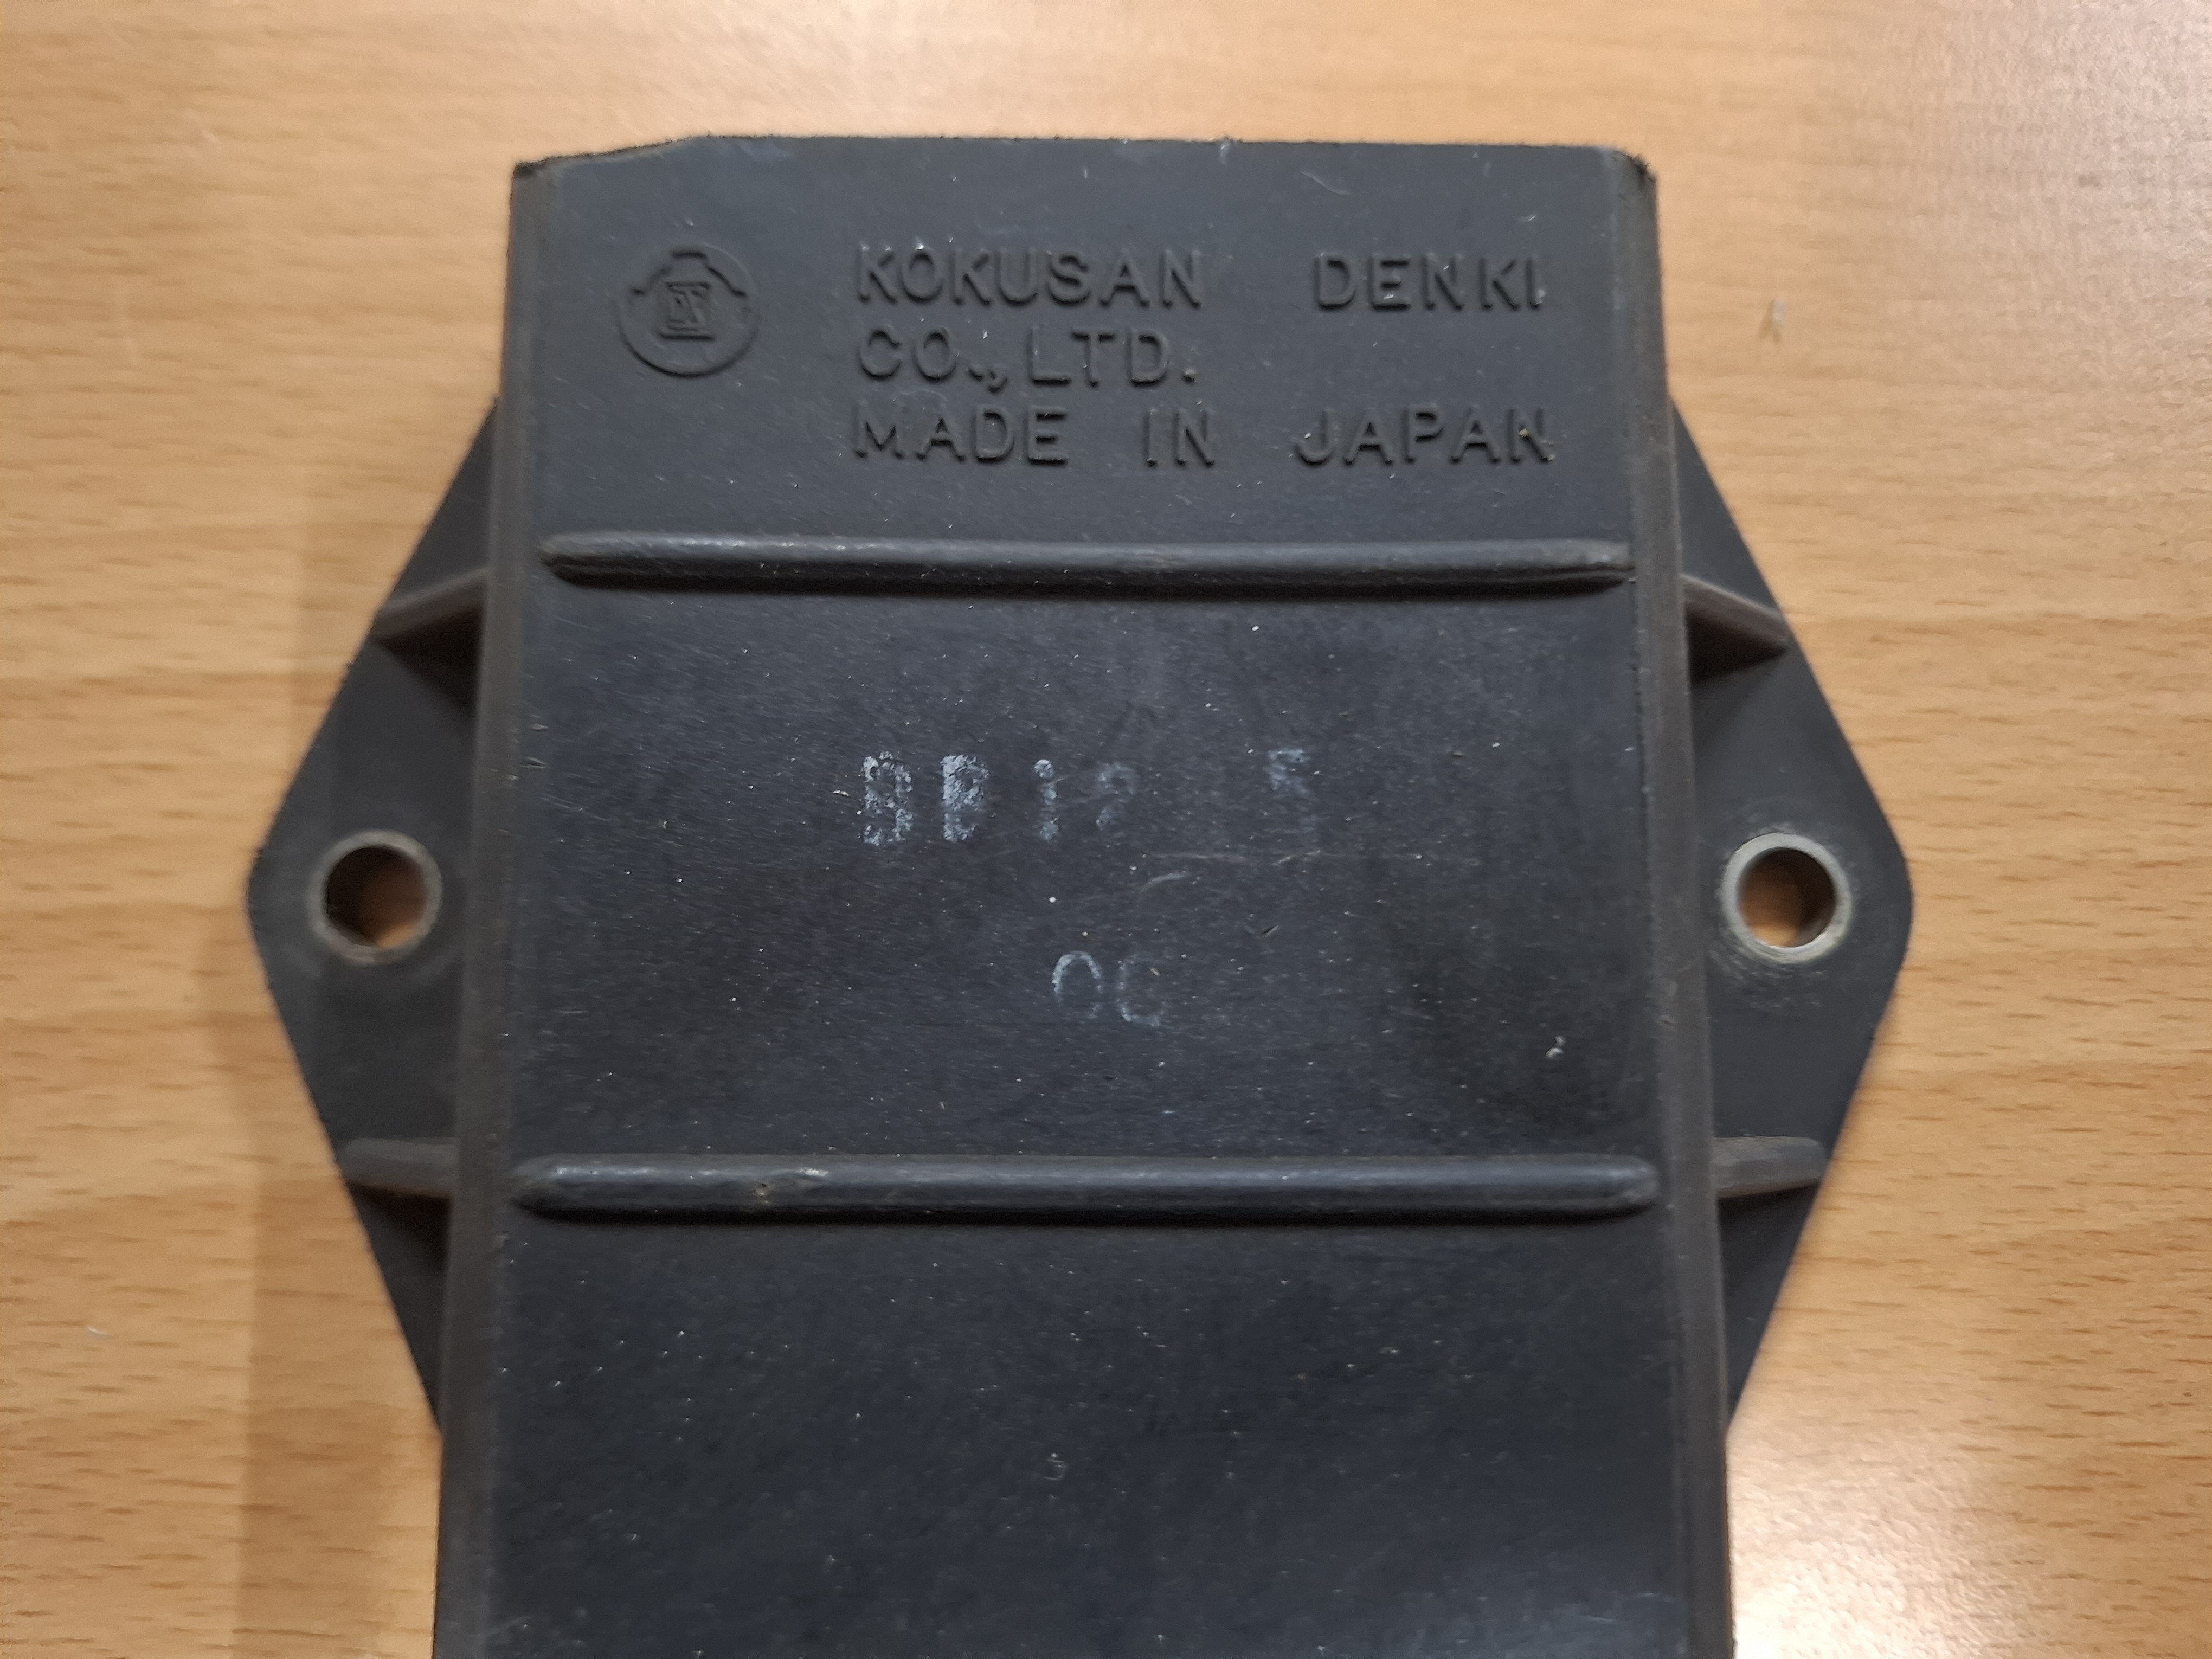 KOKUSAN DENKI
CO.,LTD.
MADE IN JAPAN